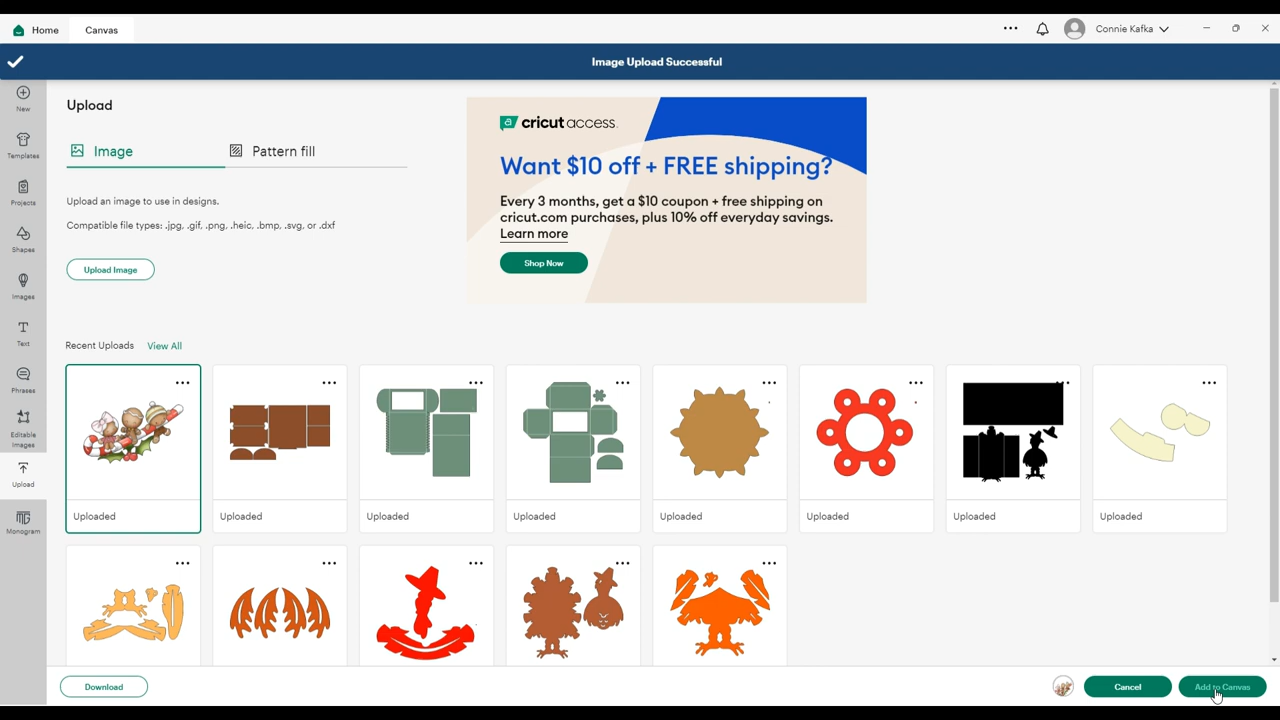 Home
Canvas
Connie Kafka
Image Upload Successful
New
Templates
Projects
Shapes
Images
Text
Phrases
Editable
Images
Upload
Monogram
Upload
Image
Pattern fill
Upload an image to use in designs.
Compatible file types: .jpg, .gif, .png, .heic, .bmp, .svg, or .dxf
Upload Image
a cricut access.
Want $10 off + FREE shipping?
Every 3 months, get a $10 coupon + free shipping on
cricut.com purchases, plus 10% off everyday savings.
Learn more
Shop Now
Recent Uploads View All
Uploaded
Uploaded
Uploaded
Uploaded
Uploaded
Uploaded
Uploaded
Uploaded
Download
Cancel
Add to Canvas